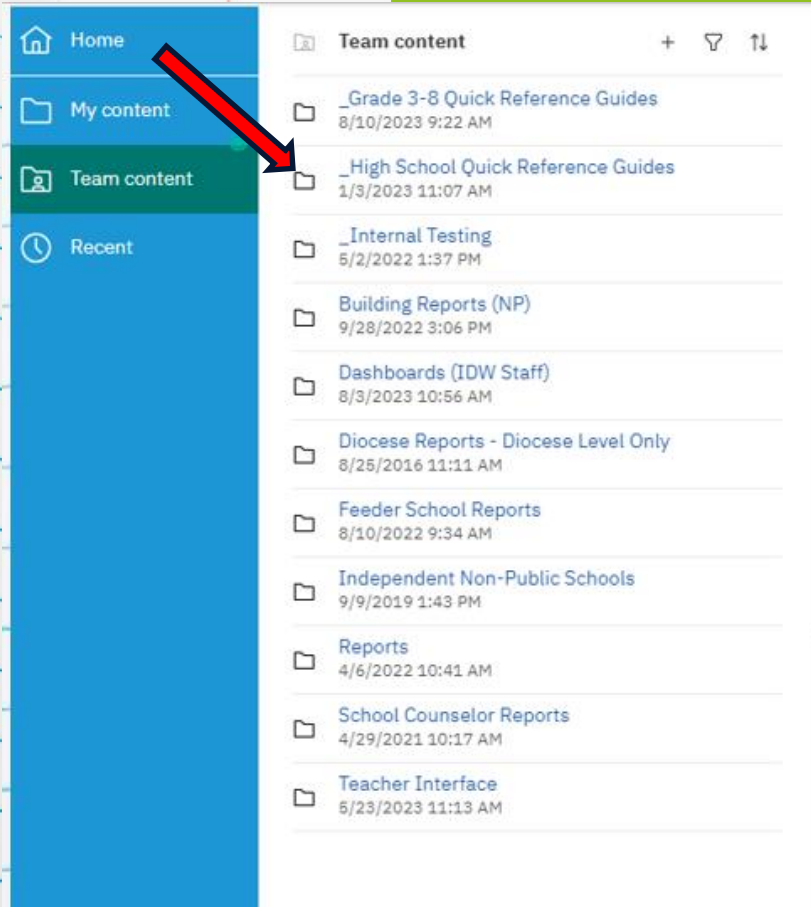 Home
My content
Team content
Recent
Team content
_Grade 3-8 Quick Reference Guides
8/10/2023 9:22 AM
_High School Quick Reference Guides
1/3/2023 11:07 AM
_Internal Testing
5/2/2022 1:37 PM
Building Reports (NP)
9/28/2022 3:06 PM
Dashboards (IDW Staff)
8/3/2023 10:56 AM
Diocese Reports - Diocese Level Only
8/25/2016 11:11 AM
Feeder School Reports
8/10/2022 9:34 AM
Independent Non-Public Schools
9/9/2019 1:43 PM
Reports
4/6/2022 10:41 AM
School Counselor Reports
4/29/2021 10:17 AM
Teacher Interface
5/23/2023 11:13 AM